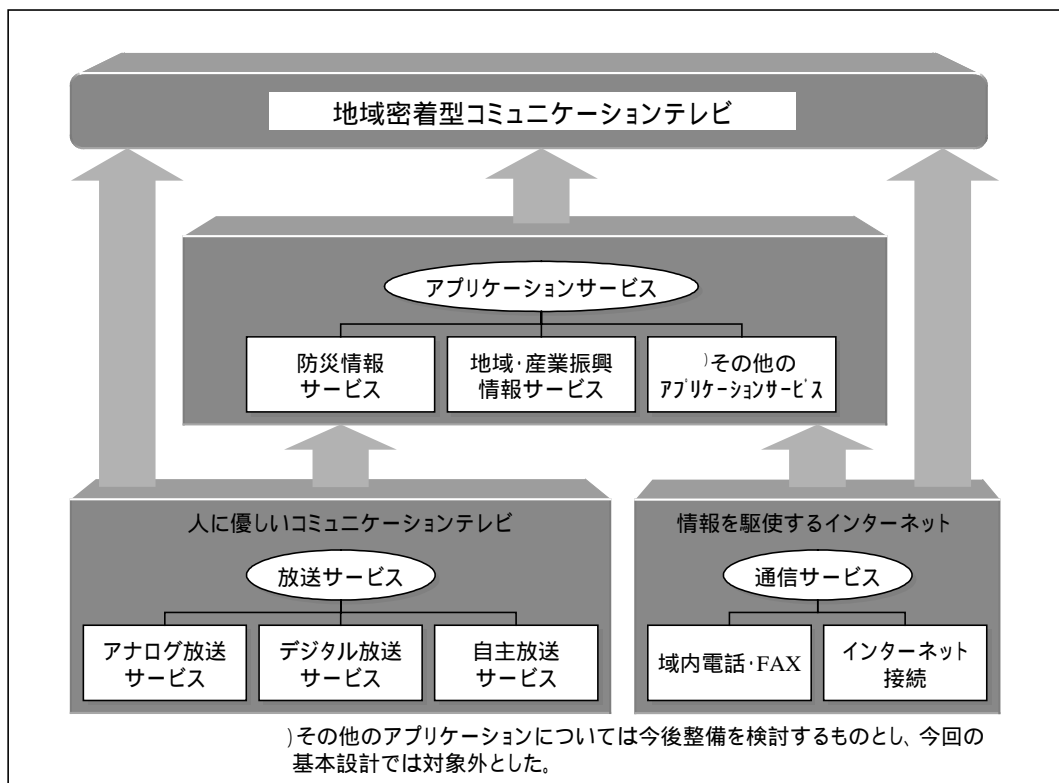 地域密着型コミュニケーションテレビ
アプリケーションサービス
防災情報
サービス
地域・産業振興
情報サービス
)その他の
アプリケーションサービス
人に優しいコミュニケーションテレビ
放送サービス
アナログ放送
サービス
デジタル放送
サービス
自主放送
サービス
情報を駆使するインターネット
通信サービス
域内電話・FAX
インターネット
接続
)その他のアプリケーションについては今後整備を検討するものとし、今回の
基本設計では対象外とした。